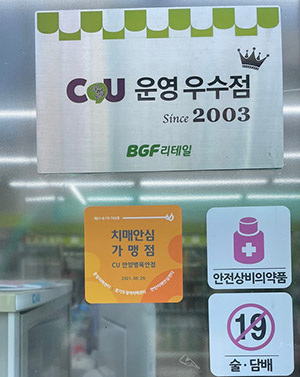 CU 운영 우수점
Since 2003
BGF리테일
치매안심
가맹점
안전상비의약품
19
술·담배